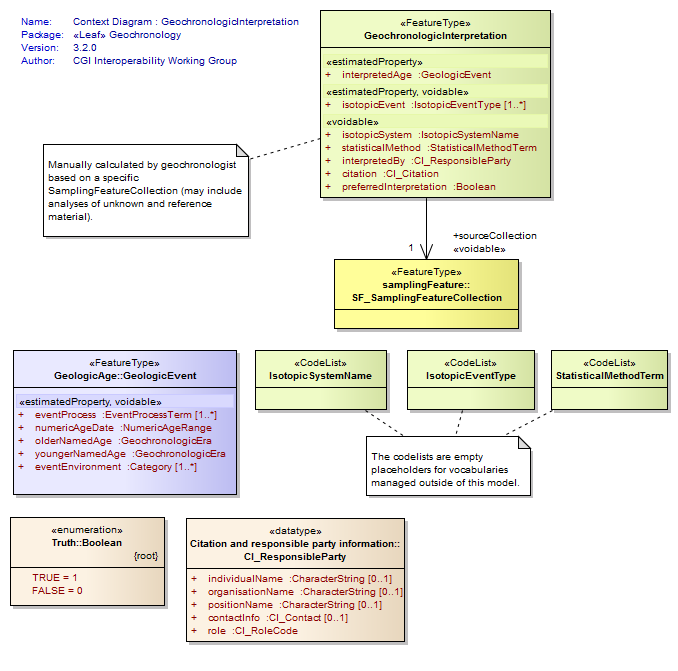 Name: Context Diagram : GeochronologicInterpretation
Package: «Leaf» Geochronology
Version: 3.2.0
Author: CGI Interoperability Working Group
«FeatureType»
GeochronologicInterpretation
«estimatedProperty»
+ interpretedAge :GeologicEvent
«estimatedProperty, voidable»
+ isotopicEvent :IsotopicEventType [1..*]
«voidable»
+ isotopicSystem :IsotopicSystemName
+ statisticalMethod :StatisticalMethodTerm
+ interpretedBy :CI_ResponsibleParty
+ citation :CI_Citation
+ preferredInterpretation :Boolean
Manually calculated by geochronologist
based on a specific
SamplingFeatureCollection (may include
analyses of unknown and reference
material).
+sourceCollection
1
«voidable»
«FeatureType»
samplingFeature::
SF_SamplingFeatureCollection
«FeatureType»
GeologicAge::GeologicEvent
«estimatedProperty, voidable»
+ eventProcess :EventProcessTerm [1..*]
+ numericAgeDate :NumericAgeRange
+ olderNamedAge :GeochronologicEra
+ youngerNamedAge :GeochronologicEra
+ eventEnvironment :Category [1..*]
«CodeList»
IsotopicSystemName
«CodeList»
IsotopicEventType
«CodeList»
StatisticalMethodTerm
The codelists are empty
placeholders for vocabularies
managed outside of this model.
«enumeration»
Truth::Boolean
{root}
TRUE = 1
FALSE = 0
«datatype»
Citation and responsible party information::
CI_ResponsibleParty
+ individualName :CharacterString [0..1]
+ organisationName :CharacterString [0..1]
+ positionName :CharacterString [0..1]
+ contactInfo :CI_Contact [0..1]
+ role :CI_RoleCode